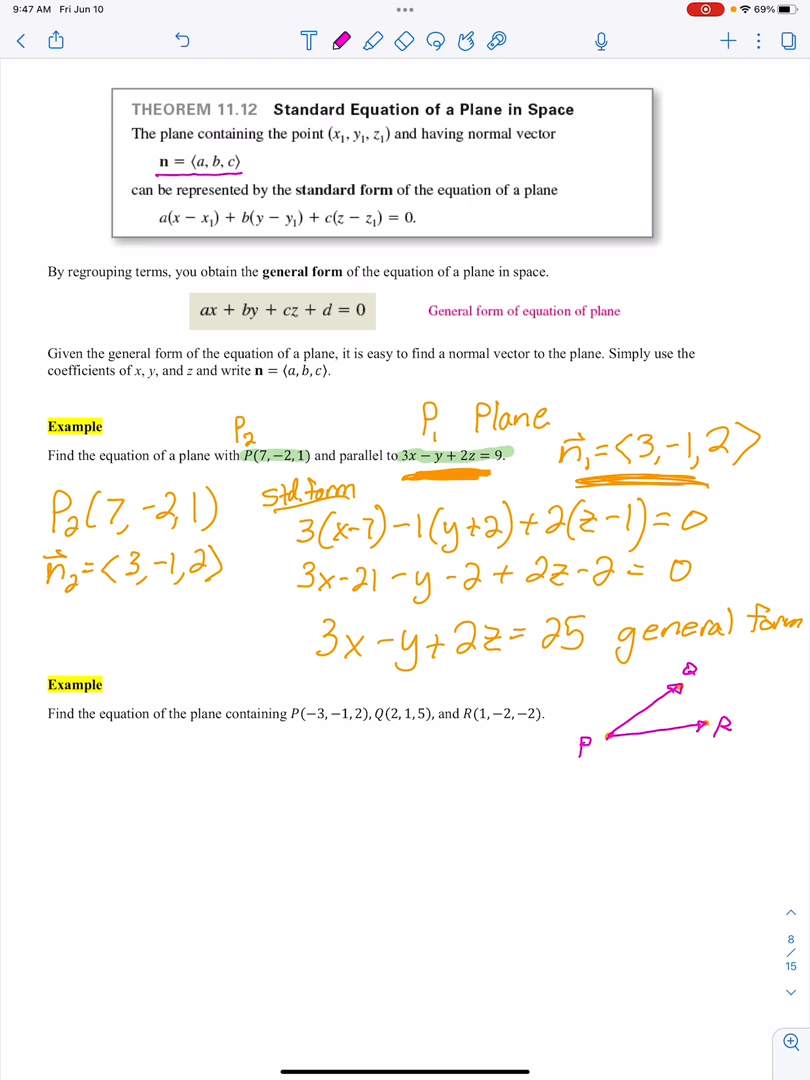 9:47 AM Fri Jun 10
69%
THEOREM 11.12 Standard Equation of a Plane in Space
The plane containing the point (x₁, y₁, z₁) and having normal vector
n = ⟨a, b, c⟩
can be represented by the standard form of the equation of a plane
a(x − x₁) + b(y − y₁) + c(z − z₁) = 0.
By regrouping terms, you obtain the general form of the equation of a plane in space.
ax + by + cz + d = 0 General form of equation of plane
Given the general form of the equation of a plane, it is easy to find a normal vector to the plane. Simply use the
coefficients of x, y, and z and write n = ⟨a, b, c⟩.
Example
P₂ P₁ Plane
Find the equation of a plane with P(7, −2, 1) and parallel to 3x − y + 2z = 9.
n⃗₁ = <3, -1, 2>
P₂(7, -2, 1)
n⃗₂ = <3, -1, 2>
std. form
3(x-7) - 1(y+2) + 2(z-1) = 0
3x - 21 - y - 2 + 2z - 2 = 0
3x - y + 2z = 25 general form
Example
Find the equation of the plane containing P(−3, −1, 2), Q(2, 1, 5), and R(1, −2, −2).
Q
R
P
8
/
15